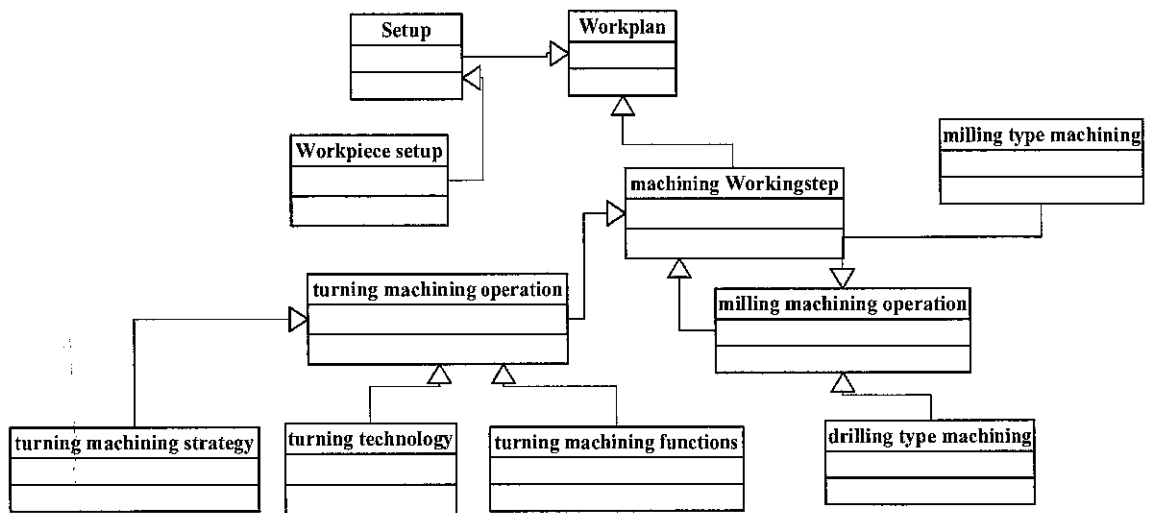 Setup
Workplan
milling type machining
Workpiece setup
machining Workingstep
turning machining operation
milling machining operation
turning machining strategy
turning technology
turning machining functions
drilling type machining